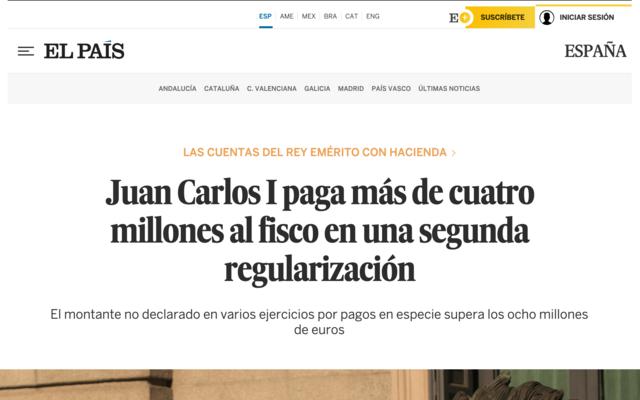 ESP AME MEX BRA CAT ENG
E+ SUSCRÍBETE INICIAR SESIÓN
EL PAÍS
ESPAÑA
ANDALUCÍA CATALUÑA C. VALENCIANA GALICIA MADRID PAÍS VASCO ÚLTIMAS NOTICIAS
LAS CUENTAS DEL REY EMÉRITO CON HACIENDA >
Juan Carlos I paga más de cuatro
millones al fisco en una segunda
regularización
El montante no declarado en varios ejercicios por pagos en especie supera los ocho millones
de euros